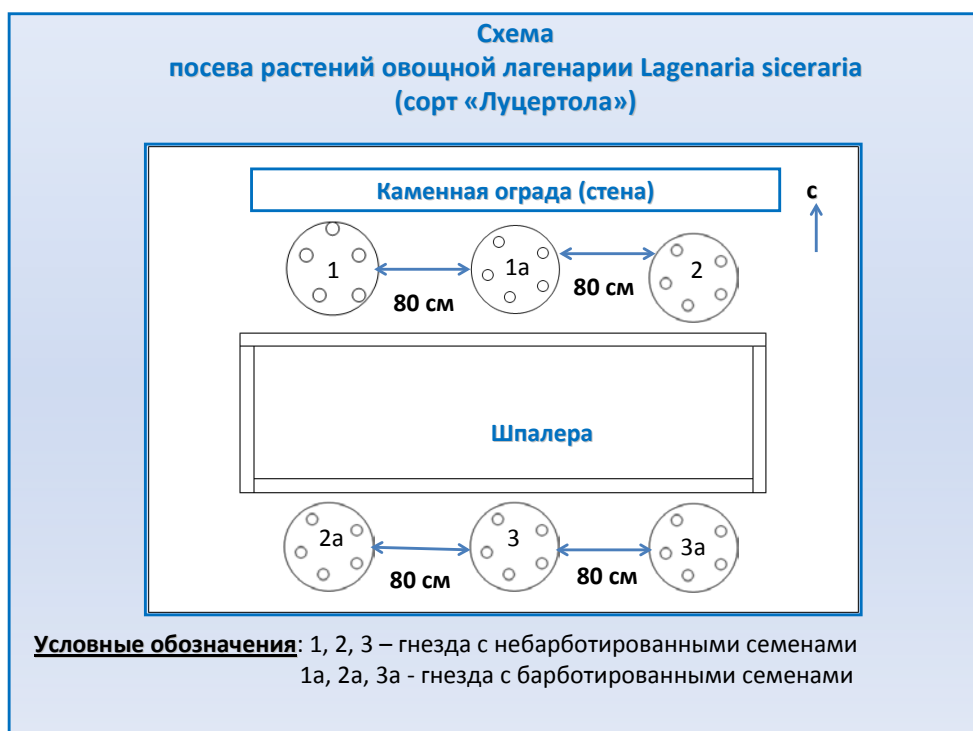 Схема
посева растений овощной лагенарии Lagenaria siceraria
(сорт «Луцертола»)
Каменная ограда (стена)
с
1
1а
2
80 см
80 см
Шпалера
2а
3
3а
80 см
80 см
Условные обозначения: 1, 2, 3 – гнезда с небарботированными семенами
1а, 2а, 3а - гнезда с барботированными семенами